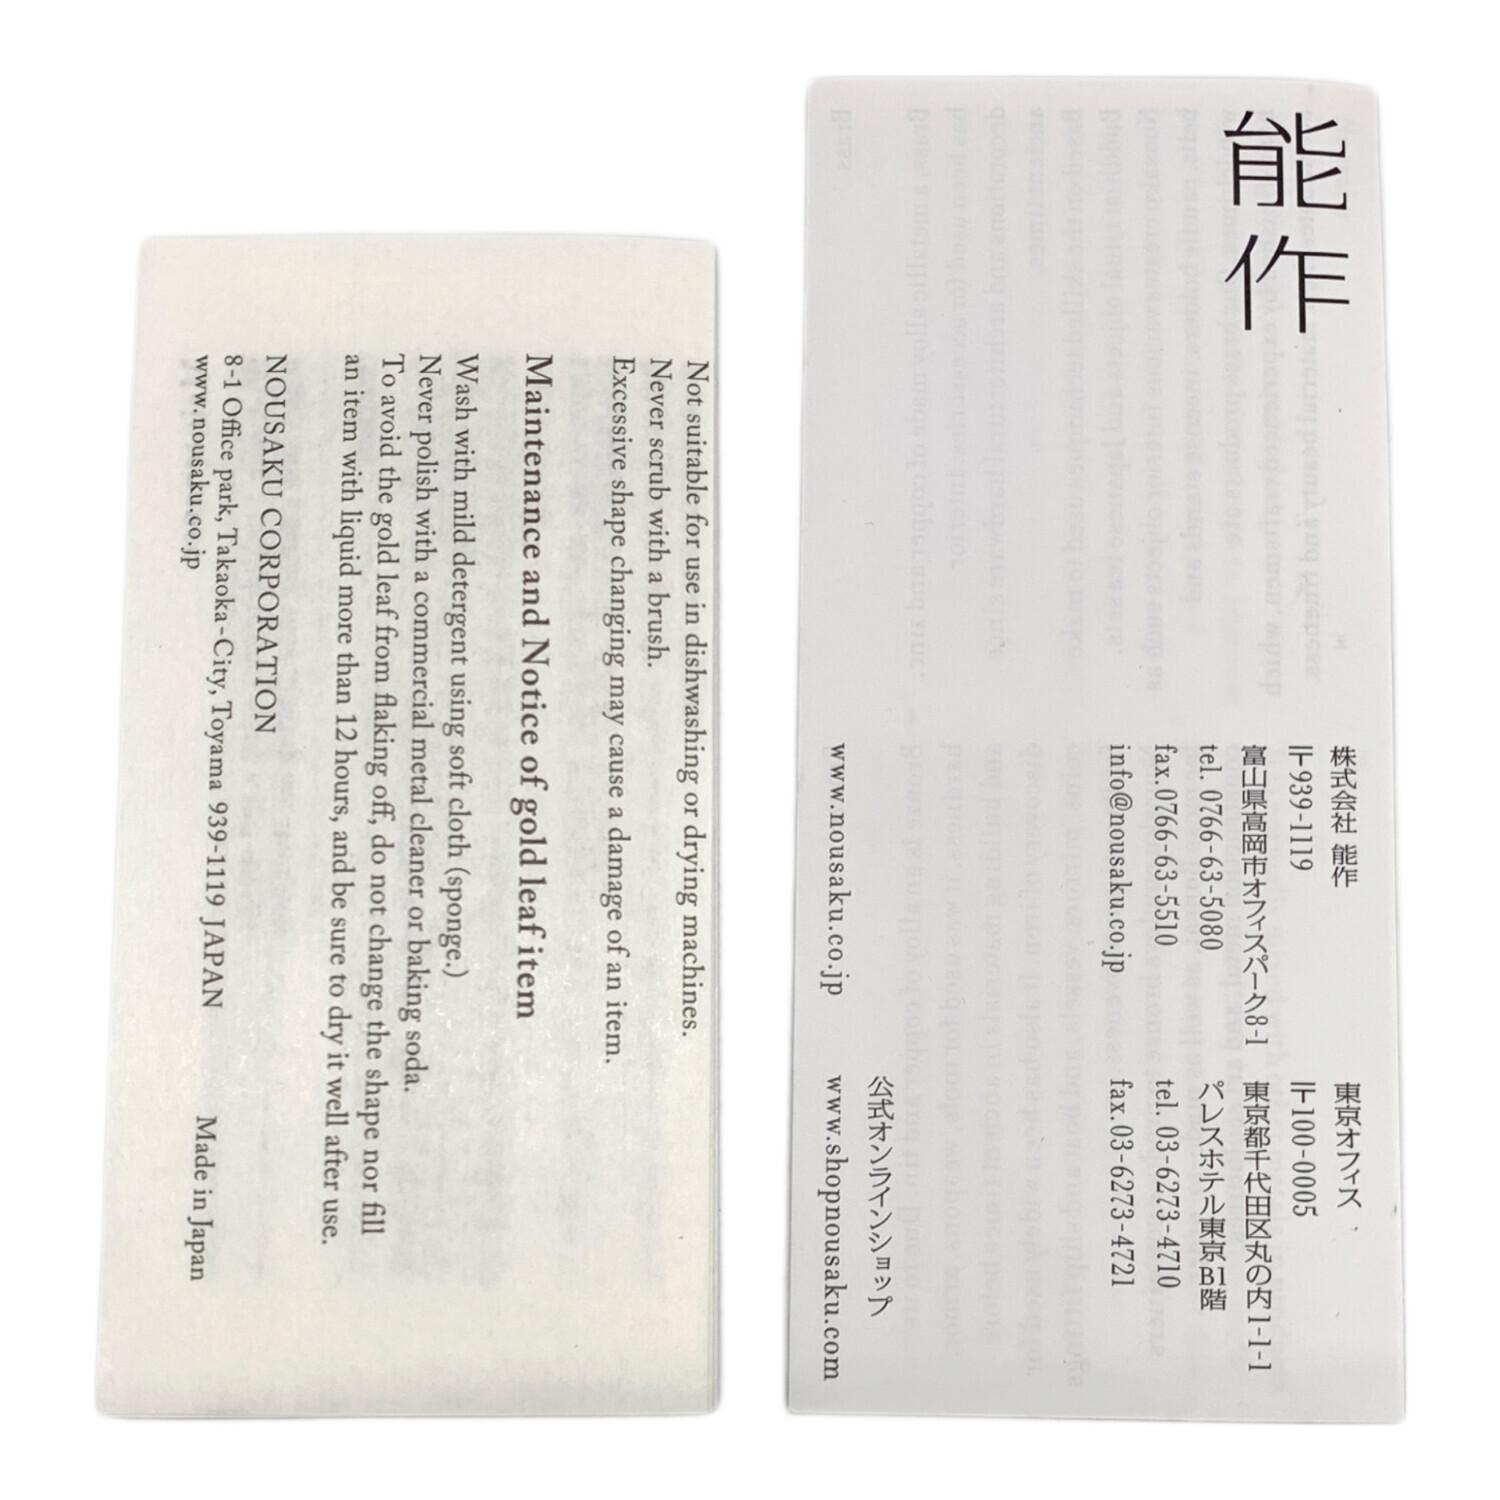 Not suitable for use in dishwashing or drying machines.
Never scrub with a brush.
Excessive shape changing may cause a damage of an item.
Maintenance and Notice of gold leaf item
Wash with mild detergent using soft cloth (sponge.)
Never polish with a commercial metal cleaner or baking soda.
To avoid the gold leaf from flaking off, do not change the shape nor fill
an item with liquid more than 12 hours, and be sure to dry it well after use.
NOUSAKU CORPORATION
8-1 Office park, Takaoka-City, Toyama 939-1119 JAPAN
www.nousaku.co.jp
Made in Japan
能作
株式会社 能作
〒939-1119
富山県高岡市オフィスパーク8-1
tel. 0766-63-5080
fax.0766-63-5510
info@nousaku.co.jp
www.nousaku.co.jp
東京オフィス
〒100-0005
東京都千代田区丸の内1-1-1
パレスホテル東京B1階
tel. 03-6273-4710
fax.03-6273-4721
公式オンラインショップ
www.shopnousaku.com